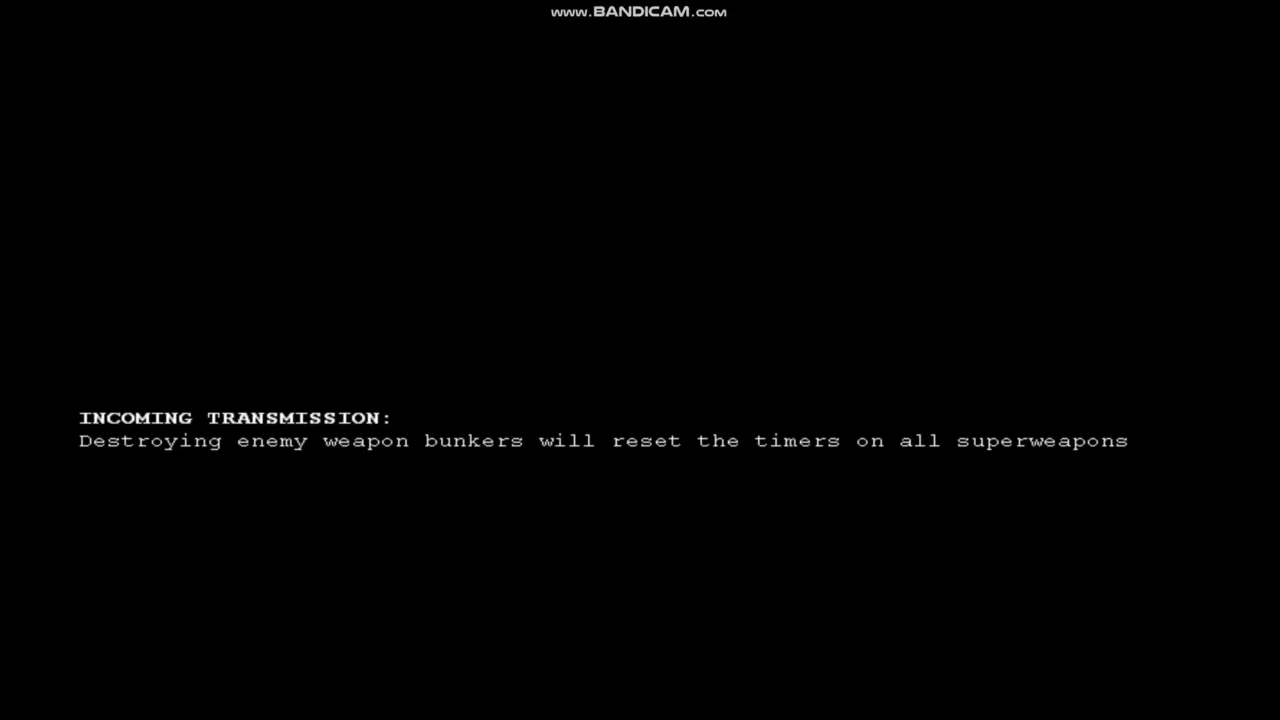 www.BANDICAM.com
INCOMING TRANSMISSION:
Destroying enemy weapon bunkers will reset the timers on all superweapons